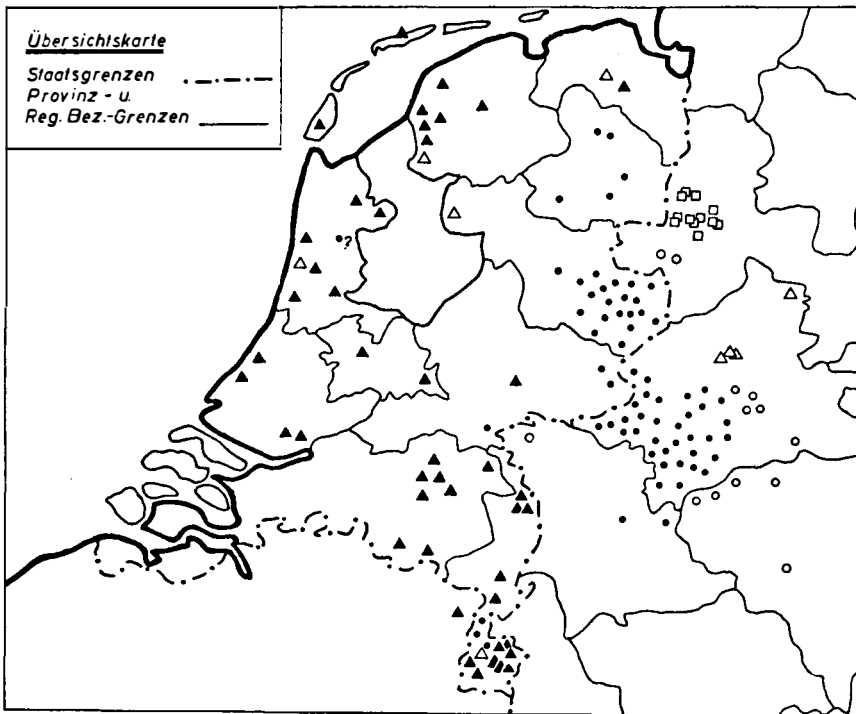 Übersichtskarte
Staatsgrenzen
Provinz - u.
Reg. Bez.-Grenzen
?